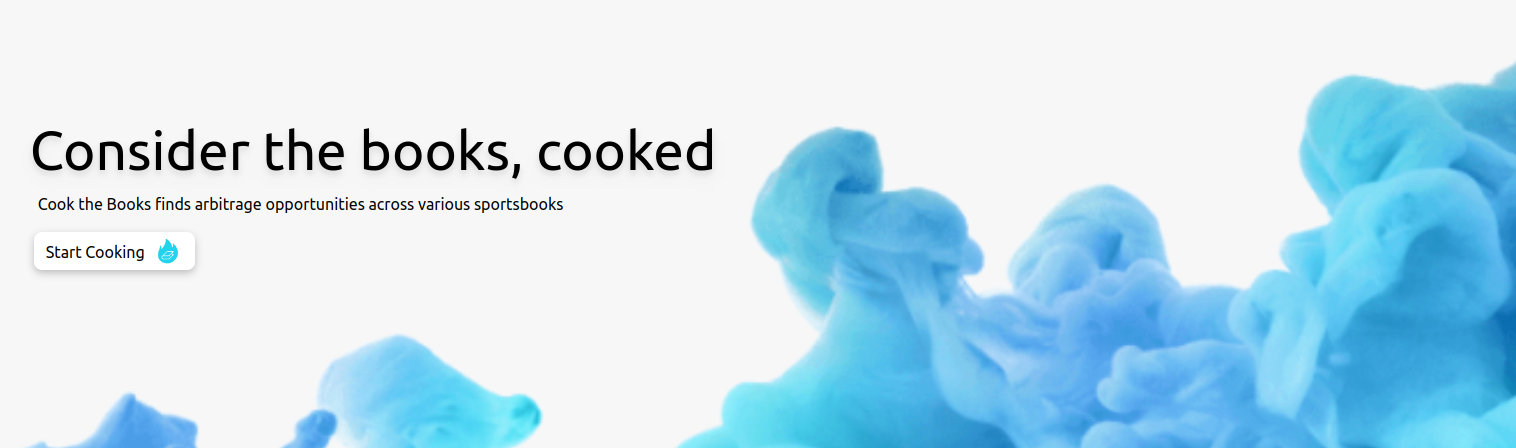 Consider the books, cooked
Cook the Books finds arbitrage opportunities across various sportsbooks
Start Cooking